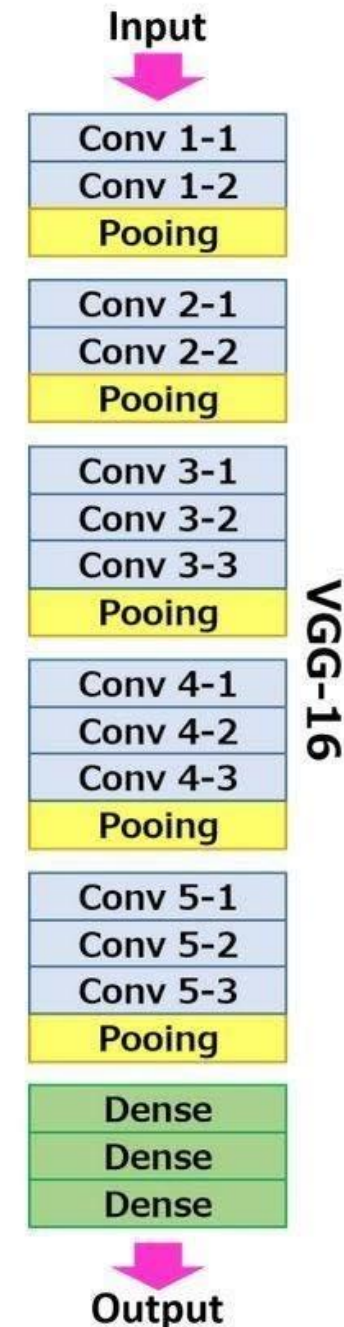 Input
Conv 1-1
Conv 1-2
Pooing
Conv 2-1
Conv 2-2
Pooing
Conv 3-1
Conv 3-2
Conv 3-3
Pooing
Conv 4-1
Conv 4-2
Conv 4-3
Pooing
Conv 5-1
Conv 5-2
Conv 5-3
Pooing
Dense
Dense
Dense
Output
VGG-16